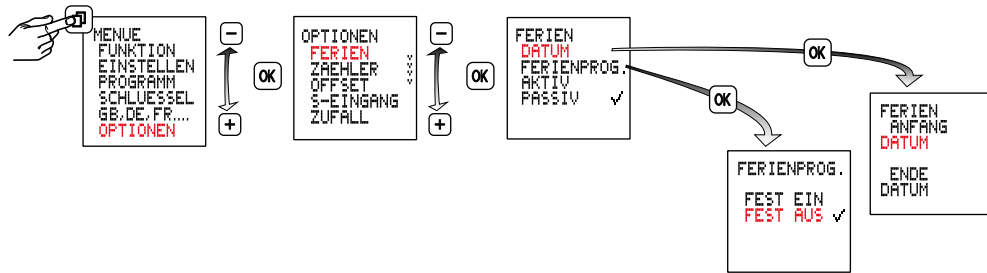 MENUE
FUNKTION
EINSTELLEN
PROGRAMM
SCHLUESSEL
GB,DE,FR....
OPTIONEN
−
OK
+
OPTIONEN
FERIEN
ZAEHLER
OFFSET
S-EINGANG
ZUFALL
−
OK
+
FERIEN
DATUM
FERIENPROG.
AKTIV
PASSIV ✓
OK
OK
FERIENPROG.
FEST EIN
FEST AUS ✓
FERIEN
ANFANG
DATUM
ENDE
DATUM